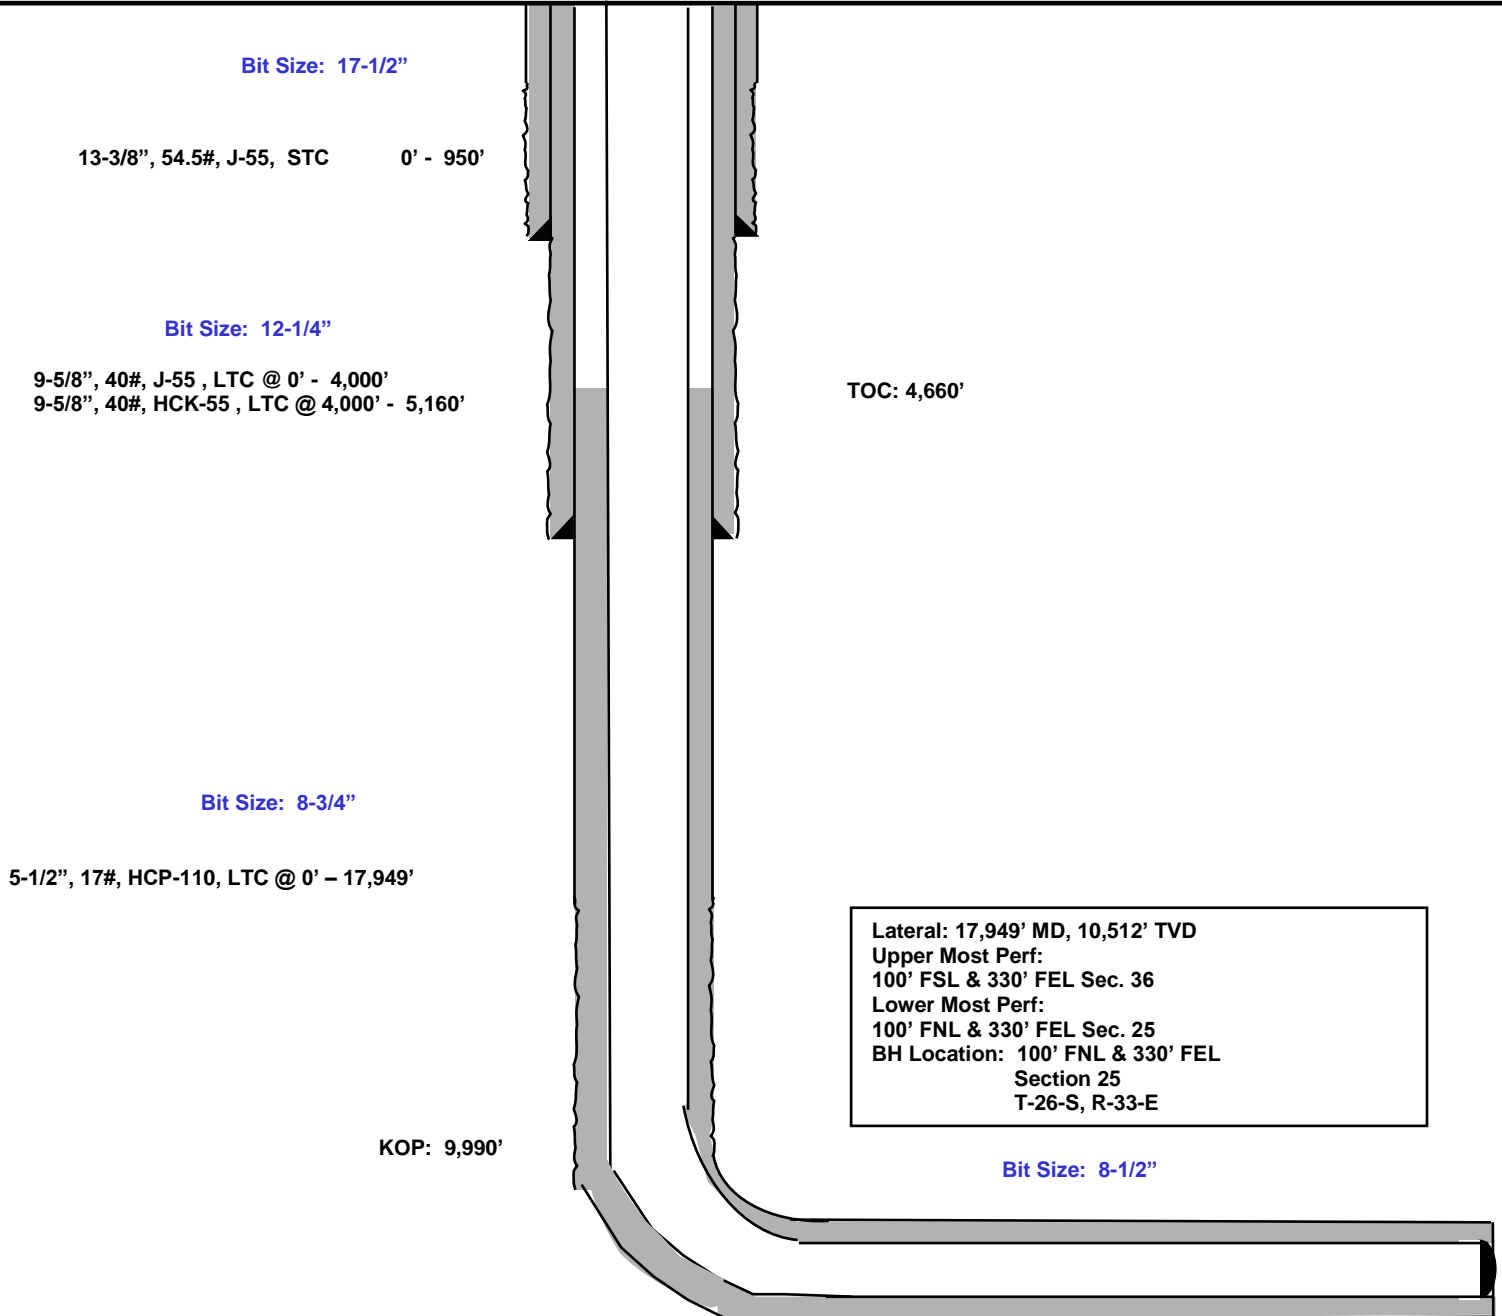 Bit Size: 17-1/2”
13-3/8”, 54.5#, J-55, STC 0’ - 950’
Bit Size: 12-1/4”
9-5/8”, 40#, J-55 , LTC @ 0’ - 4,000’
9-5/8”, 40#, HCK-55 , LTC @ 4,000’ - 5,160’
TOC: 4,660’
Bit Size: 8-3/4”
5-1/2”, 17#, HCP-110, LTC @ 0’ – 17,949’
Lateral: 17,949’ MD, 10,512’ TVD
Upper Most Perf:
100’ FSL & 330’ FEL Sec. 36
Lower Most Perf:
100’ FNL & 330’ FEL Sec. 25
BH Location: 100’ FNL & 330’ FEL
Section 25
T-26-S, R-33-E
KOP: 9,990’
Bit Size: 8-1/2”